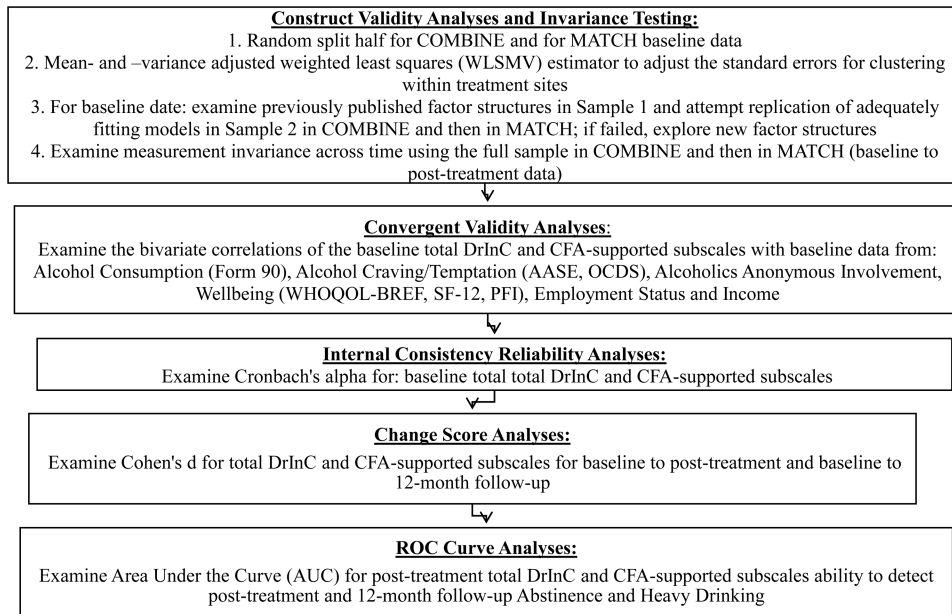 Construct Validity Analyses and Invariance Testing:
1. Random split half for COMBINE and for MATCH baseline data
2. Mean- and –variance adjusted weighted least squares (WLSMV) estimator to adjust the standard errors for clustering
within treatment sites
3. For baseline date: examine previously published factor structures in Sample 1 and attempt replication of adequately
fitting models in Sample 2 in COMBINE and then in MATCH; if failed, explore new factor structures
4. Examine measurement invariance across time using the full sample in COMBINE and then in MATCH (baseline to
post-treatment data)
Convergent Validity Analyses:
Examine the bivariate correlations of the baseline total DrInC and CFA-supported subscales with baseline data from:
Alcohol Consumption (Form 90), Alcohol Craving/Temptation (AASE, OCDS), Alcoholics Anonymous Involvement,
Wellbeing (WHOQOL-BREF, SF-12, PFI), Employment Status and Income
Internal Consistency Reliability Analyses:
Examine Cronbach's alpha for: baseline total total DrInC and CFA-supported subscales
Change Score Analyses:
Examine Cohen's d for total DrInC and CFA-supported subscales for baseline to post-treatment and baseline to
12-month follow-up
ROC Curve Analyses:
Examine Area Under the Curve (AUC) for post-treatment total DrInC and CFA-supported subscales ability to detect
post-treatment and 12-month follow-up Abstinence and Heavy Drinking